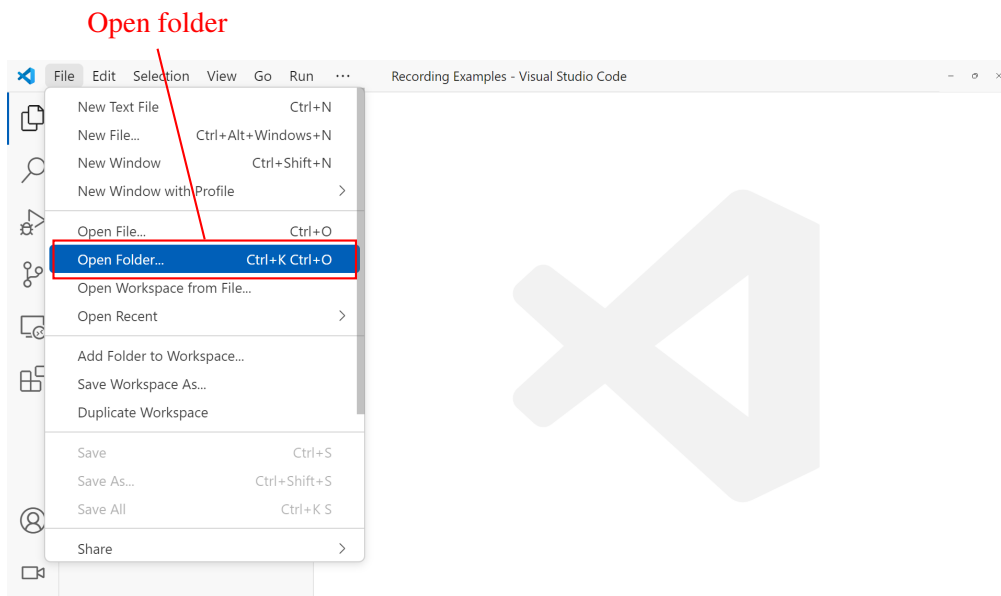 Open folder
File Edit Selection View Go Run ··· Recording Examples - Visual Studio Code
New Text File Ctrl+N
New File... Ctrl+Alt+Windows+N
New Window Ctrl+Shift+N
New Window with Profile
Open File... Ctrl+O
Open Folder... Ctrl+K Ctrl+O
Open Workspace from File...
Open Recent
Add Folder to Workspace...
Save Workspace As...
Duplicate Workspace
Save Ctrl+S
Save As... Ctrl+Shift+S
Save All Ctrl+K S
Share